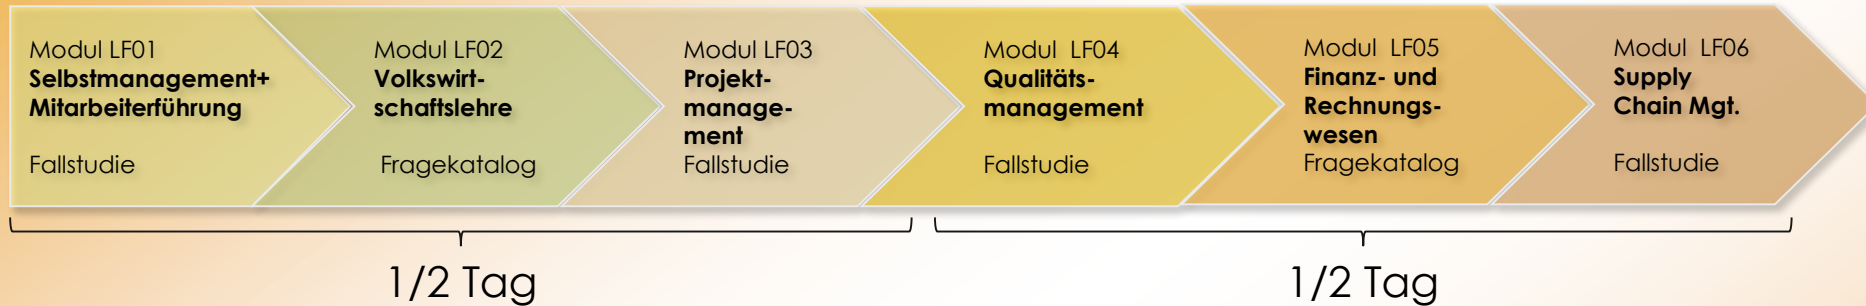 Modul LF01
Selbstmanagement+
Mitarbeiterführung
Fallstudie
Modul LF02
Volkswirt-
schaftslehre
Fragekatalog
Modul LF03
Projekt-
manage-
ment
Fallstudie
Modul LF04
Qualitäts-
management
Fallstudie
Modul LF05
Finanz- und
Rechnungs-
wesen
Fragekatalog
Modul LF06
Supply
Chain Mgt.
Fallstudie
1/2 Tag
1/2 Tag